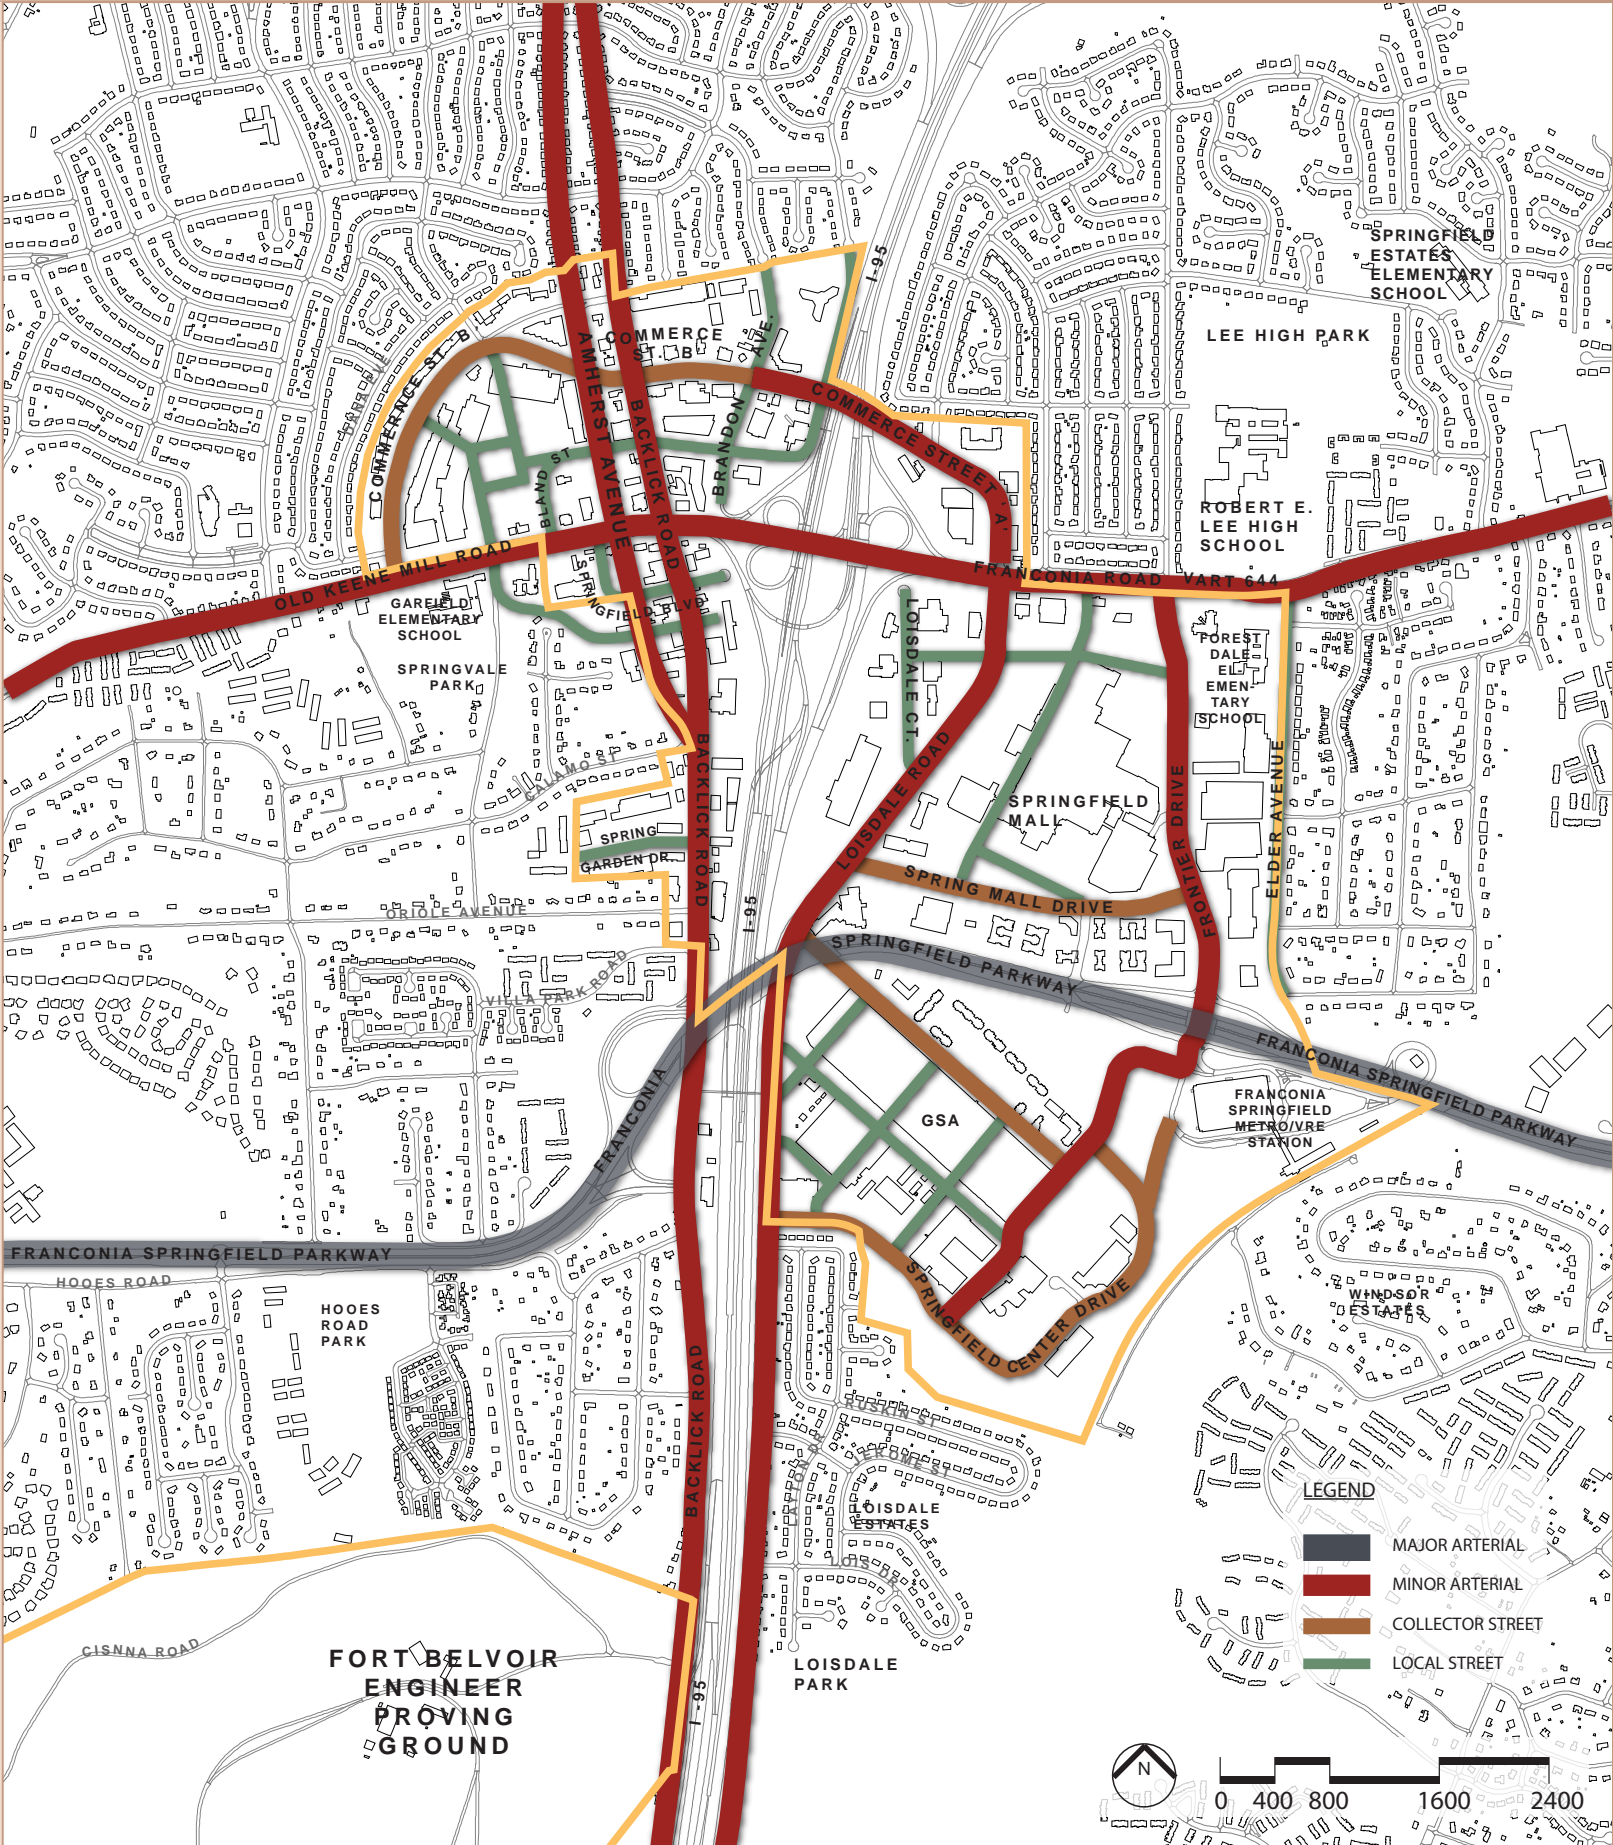 I-95
SPRINGFIELD
ESTATES
ELEMENTARY
SCHOOL
LEE HIGH PARK
COMMERCE
ST. 'B'
AVE.
BRANDON
COMMERCE ST. 'B'
AMHERST AVENUE
BACKLICK ROAD
COMMERCE STREET 'A'
BLAND ST
ROBERT E.
LEE HIGH
SCHOOL
OLD KEENE MILL ROAD
FRANCONIA ROAD VART 644
GARFIELD
ELEMENTARY
SCHOOL
SPRINGFIELD BLVD
SPRINGVALE
PARK
LOISDALE CT.
FOREST
DALE
EL-
EMEN-
TARY
SCHOOL
BACKLICK ROAD
CALAMO ST
LOISDALE ROAD
SPRINGFIELD
MALL
FRONTIER DRIVE
ELDER AVENUE
SPRING
GARDEN DR.
SPRING MALL DRIVE
ORIOLE AVENUE
I-95
SPRINGFIELD PARKWAY
VILLA PARK ROAD
FRANCONIA
FRANCONIA SPRINGFIELD PARKWAY
GSA
FRANCONIA
SPRINGFIELD
METRO/VRE
STATION
FRANCONIA SPRINGFIELD PARKWAY
HOOES ROAD
HOOES
ROAD
PARK
SPRINGFIELD CENTER DRIVE
WINDSOR
ESTATES
BACKLICK ROAD
RUSKIN ST
JEROME ST
LOISDALE
ESTATES
LOIS DR
LEGEND
MAJOR ARTERIAL
MINOR ARTERIAL
COLLECTOR STREET
LOCAL STREET
CISNNA ROAD
FORT BELVOIR
ENGINEER
PROVING
GROUND
LOISDALE
PARK
I-95
N
0 400 800 1600 2400